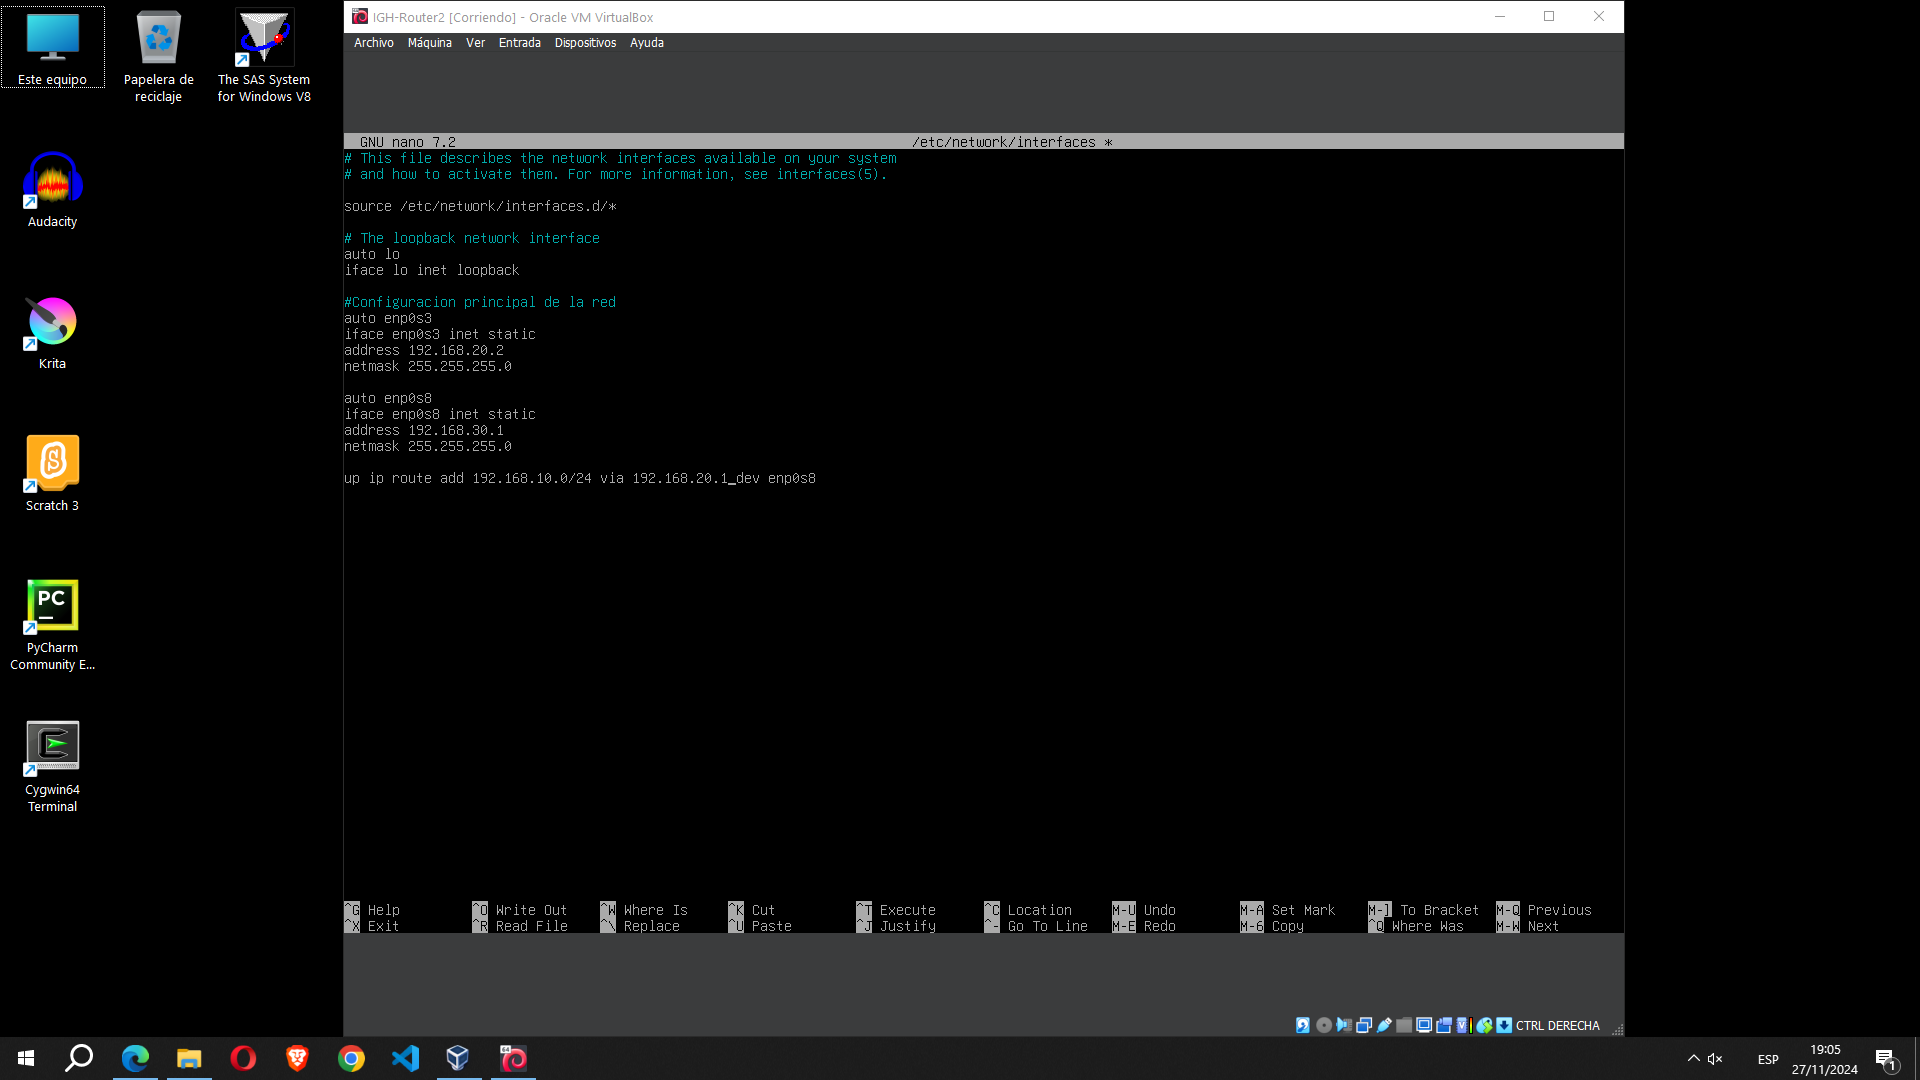 IGH-Router2 [Corriendo] - Oracle VM VirtualBox
Archivo Máquina Ver Entrada Dispositivos Ayuda
Este equipo
Papelera de
reciclaje
The SAS System
for Windows V8
Audacity
Krita
Scratch 3
PC
PyCharm
Community E...
Cygwin64
Terminal
GNU nano 7.2 /etc/network/interfaces *
# This file describes the network interfaces available on your system
# and how to activate them. For more information, see interfaces(5).
source /etc/network/interfaces.d/*
# The loopback network interface
auto lo
iface lo inet loopback
#Configuracion principal de la red
auto enp0s3
iface enp0s3 inet static
address 192.168.20.2
netmask 255.255.255.0
auto enp0s8
iface enp0s8 inet static
address 192.168.30.1
netmask 255.255.255.0
up ip route add 192.168.10.0/24 via 192.168.20.1 dev enp0s8
^G Help ^O Write Out ^W Where Is ^K Cut ^T Execute ^C Location M-U Undo M-A Set Mark M-] To Bracket M-Q Previous
^X Exit ^R Read File ^\ Replace ^U Paste ^J Justify ^- Go To Line M-E Redo M-6 Copy ^Q Where Was M-W Next
CTRL DERECHA
ESP
19:05
27/11/2024
1